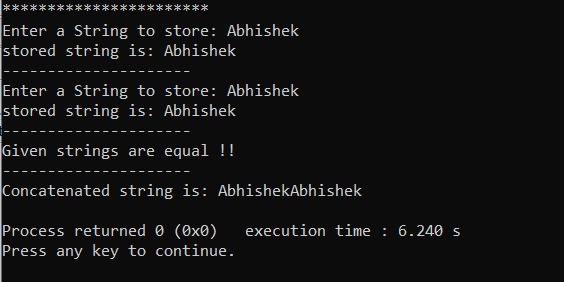 ***********************
Enter a String to store: Abhishek
stored string is: Abhishek
---------------------
Enter a String to store: Abhishek
stored string is: Abhishek
---------------------
Given strings are equal !!
---------------------
Concatenated string is: AbhishekAbhishek
Process returned 0 (0x0)   execution time : 6.240 s
Press any key to continue.